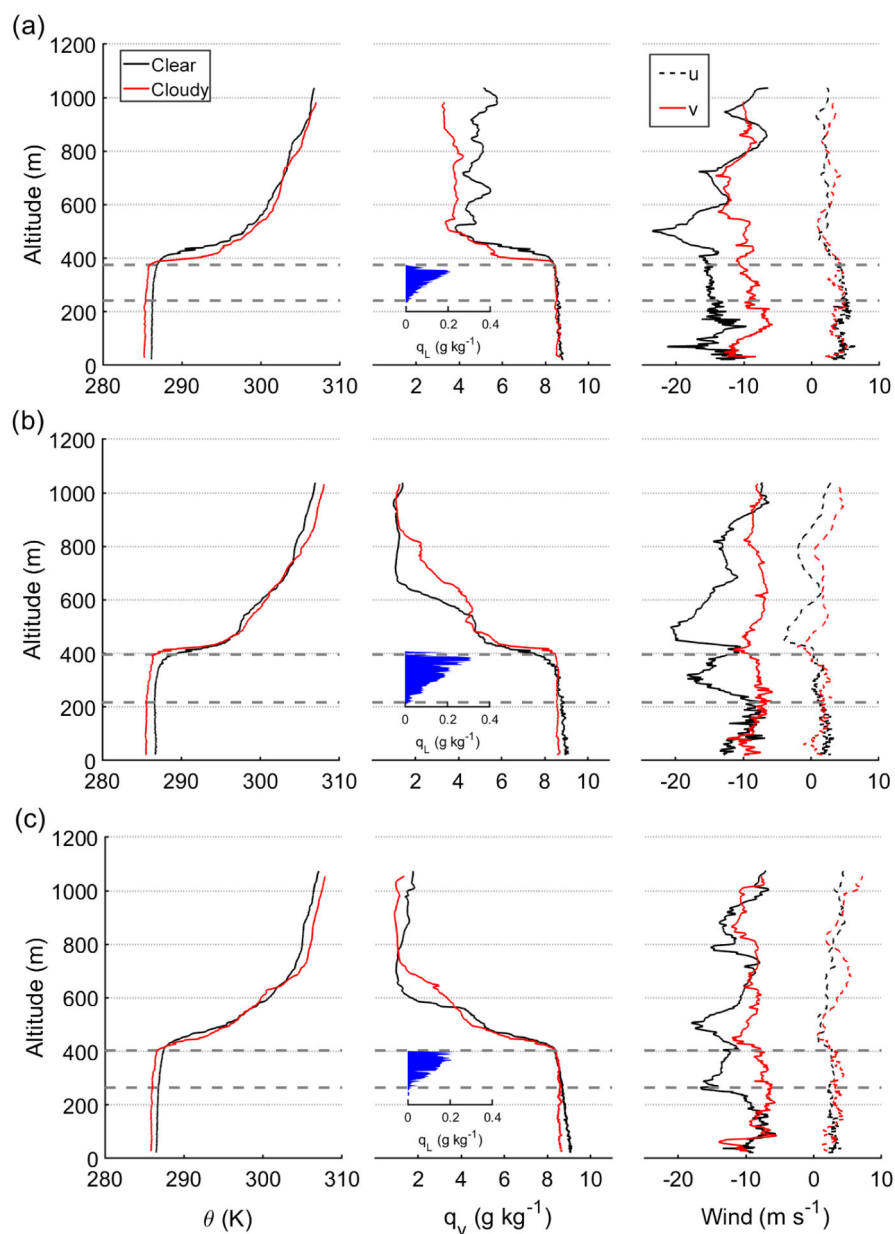 (a)
1200
1000
800
600
400
200
0
Altitude (m)
Clear
Cloudy
280 290 300 310
0 0.2 0.4
q_L (g kg⁻¹)
2 4 6 8 10
u
v
-20 -10 0 10
(b)
1200
1000
800
600
400
200
0
Altitude (m)
280 290 300 310
0 0.2 0.4
q_L (g kg⁻¹)
2 4 6 8 10
-20 -10 0 10
(c)
1200
1000
800
600
400
200
0
Altitude (m)
280 290 300 310
θ (K)
0 0.2 0.4
q_L (g kg⁻¹)
2 4 6 8 10
q_v (g kg⁻¹)
-20 -10 0 10
Wind (m s⁻¹)